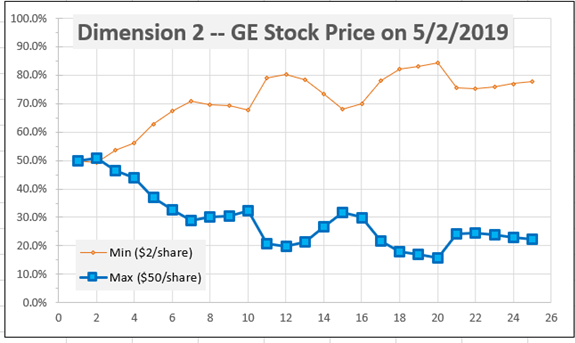 Dimension 2 -- GE Stock Price on 5/2/2019
100.0%
90.0%
80.0%
70.0%
60.0%
50.0%
40.0%
30.0%
20.0%
10.0%
0.0%
Min ($2/share)
Max ($50/share)
0 2 4 6 8 10 12 14 16 18 20 22 24 26